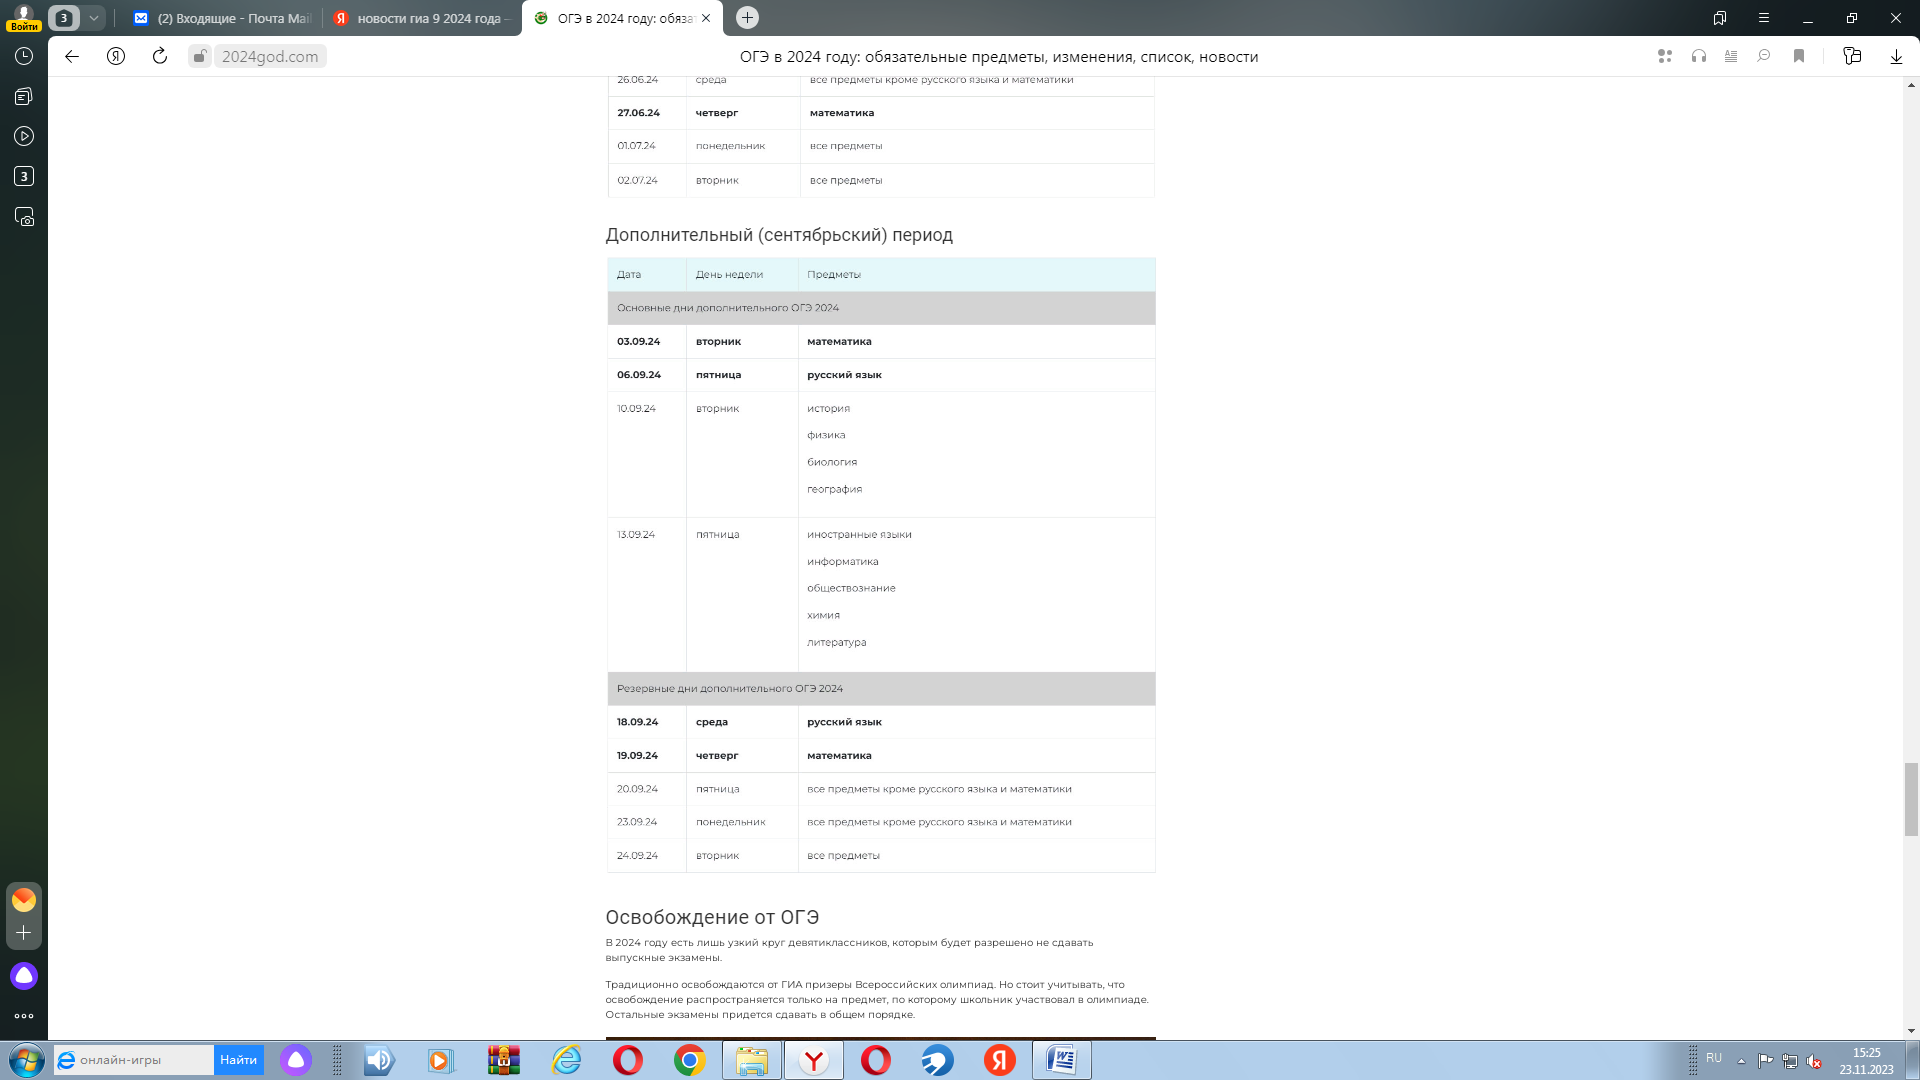 Войти
3
(2) Входящие - Почта Mai
новости гиа 9 2024 года –
ОГЭ в 2024 году: обяза
2024god.com
ОГЭ в 2024 году: обязательные предметы, изменения, список, новости
3
26.06.24 среда все предметы кроме русского языка и математики
27.06.24 четверг математика
01.07.24 понедельник все предметы
02.07.24 вторник все предметы
Дополнительный (сентябрьский) период
Дата День недели Предметы
Основные дни дополнительного ОГЭ 2024
03.09.24 вторник математика
06.09.24 пятница русский язык
10.09.24 вторник история
физика
биология
география
13.09.24 пятница иностранные языки
информатика
обществознание
химия
литература
Резервные дни дополнительного ОГЭ 2024
18.09.24 среда русский язык
19.09.24 четверг математика
20.09.24 пятница все предметы кроме русского языка и математики
23.09.24 понедельник все предметы кроме русского языка и математики
24.09.24 вторник все предметы
Освобождение от ОГЭ
В 2024 году есть лишь узкий круг девятиклассников, которым будет разрешено не сдавать
выпускные экзамены.
Традиционно освобождаются от ГИА призеры Всероссийских олимпиад. Но стоит учитывать, что
освобождение распространяется только на предмет, по которому школьник участвовал в олимпиаде.
Остальные экзамены придется сдавать в общем порядке.
онлайн-игры Найти
RU
15:25
23.11.2023